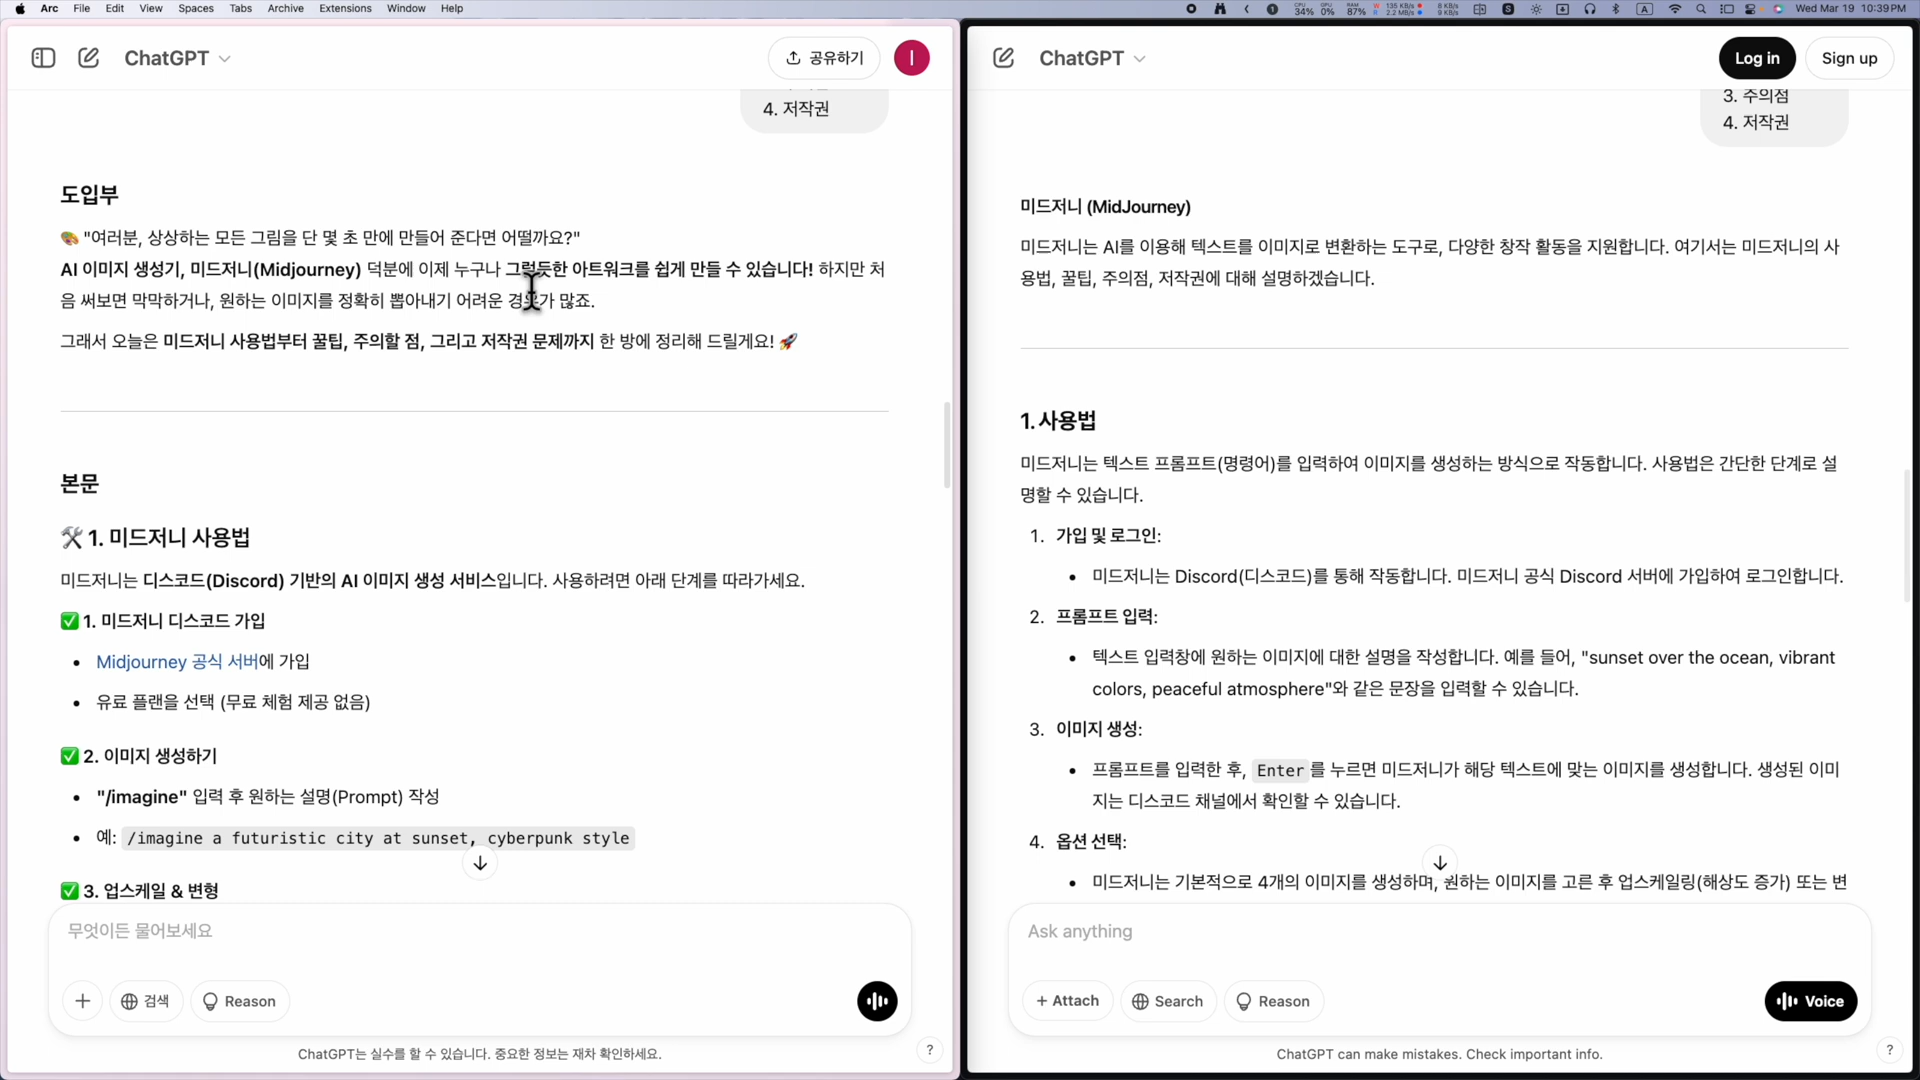 Arc File Edit View Spaces Tabs Archive Extensions Window Help
34% 0% 87% 135 KB/s 2.2 MB/s 8 KB/s 9 KB/s Wed Mar 19 10:39 PM
ChatGPT
공유하기
4. 저작권
도입부
🎨 "여러분, 상상하는 모든 그림을 단 몇 초 만에 만들어 준다면 어떨까요?"
AI 이미지 생성기, 미드저니(Midjourney) 덕분에 이제 누구나 그럴듯한 아트워크를 쉽게 만들 수 있습니다! 하지만 처
음 써보면 막막하거나, 원하는 이미지를 정확히 뽑아내기 어려운 경우가 많죠.
그래서 오늘은 미드저니 사용법부터 꿀팁, 주의할 점, 그리고 저작권 문제까지 한 방에 정리해 드릴게요! 🚀
본문
🛠️ 1. 미드저니 사용법
미드저니는 디스코드(Discord) 기반의 AI 이미지 생성 서비스입니다. 사용하려면 아래 단계를 따라가세요.
✅ 1. 미드저니 디스코드 가입
• Midjourney 공식 서버에 가입
• 유료 플랜을 선택 (무료 체험 제공 없음)
✅ 2. 이미지 생성하기
• "/imagine" 입력 후 원하는 설명(Prompt) 작성
• 예: /imagine a futuristic city at sunset, cyberpunk style
✅ 3. 업스케일 & 변형
무엇이든 물어보세요
검색
Reason
ChatGPT는 실수를 할 수 있습니다. 중요한 정보는 재차 확인하세요.
?
ChatGPT
Log in
Sign up
3. 주의점
4. 저작권
미드저니 (MidJourney)
미드저니는 AI를 이용해 텍스트를 이미지로 변환하는 도구로, 다양한 창작 활동을 지원합니다. 여기서는 미드저니의 사
용법, 꿀팁, 주의점, 저작권에 대해 설명하겠습니다.
1. 사용법
미드저니는 텍스트 프롬프트(명령어)를 입력하여 이미지를 생성하는 방식으로 작동합니다. 사용법은 간단한 단계로 설
명할 수 있습니다.
1. 가입 및 로그인:
• 미드저니는 Discord(디스코드)를 통해 작동합니다. 미드저니 공식 Discord 서버에 가입하여 로그인합니다.
2. 프롬프트 입력:
• 텍스트 입력창에 원하는 이미지에 대한 설명을 작성합니다. 예를 들어, "sunset over the ocean, vibrant
colors, peaceful atmosphere"와 같은 문장을 입력할 수 있습니다.
3. 이미지 생성:
• 프롬프트를 입력한 후, Enter를 누르면 미드저니가 해당 텍스트에 맞는 이미지를 생성합니다. 생성된 이미
지는 디스코드 채널에서 확인할 수 있습니다.
4. 옵션 선택:
• 미드저니는 기본적으로 4개의 이미지를 생성하며, 원하는 이미지를 고른 후 업스케일링(해상도 증가) 또는 변
Ask anything
+ Attach
Search
Reason
Voice
ChatGPT can make mistakes. Check important info.
?